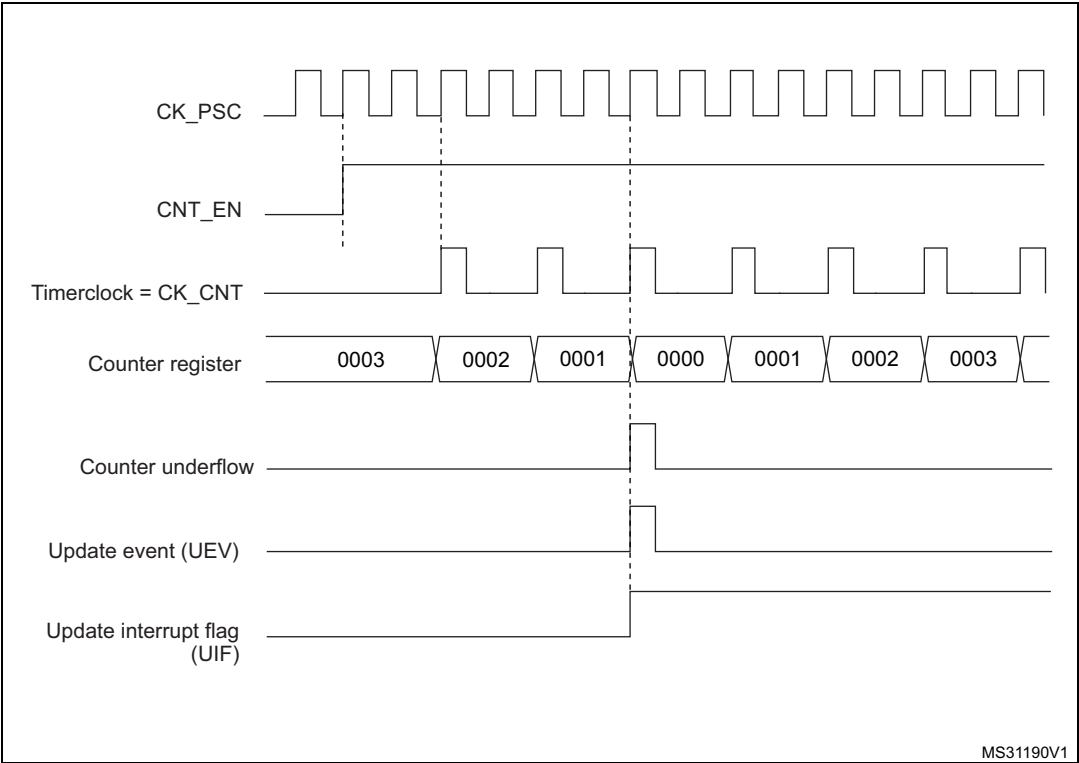 CK_PSC
CNT_EN
Timerclock = CK_CNT
Counter register
0003 0002 0001 0000 0001 0002 0003
Counter underflow
Update event (UEV)
Update interrupt flag
(UIF)
MS31190V1